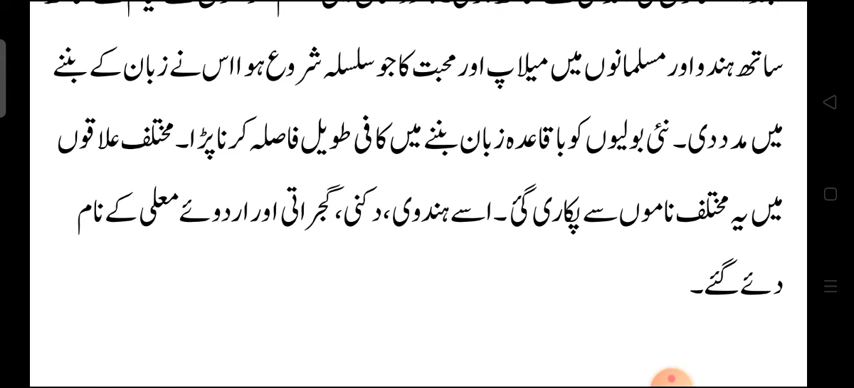 ساتھ ہندو اور مسلمانوں میں میلاپ اور محبت کا جو سلسلہ شروع ہوا اس نے زبان کے بننے
میں مدد دی۔ نئی بولیوں کو باقاعدہ زبان بننے میں کافی طویل فاصلہ کرنا پڑا۔ مختلف علاقوں
میں یہ مختلف ناموں سے پکاری گئی۔ اسے ہندوی، دکنی، گجراتی اور اردوئے معلی کے نام
دئے گئے۔